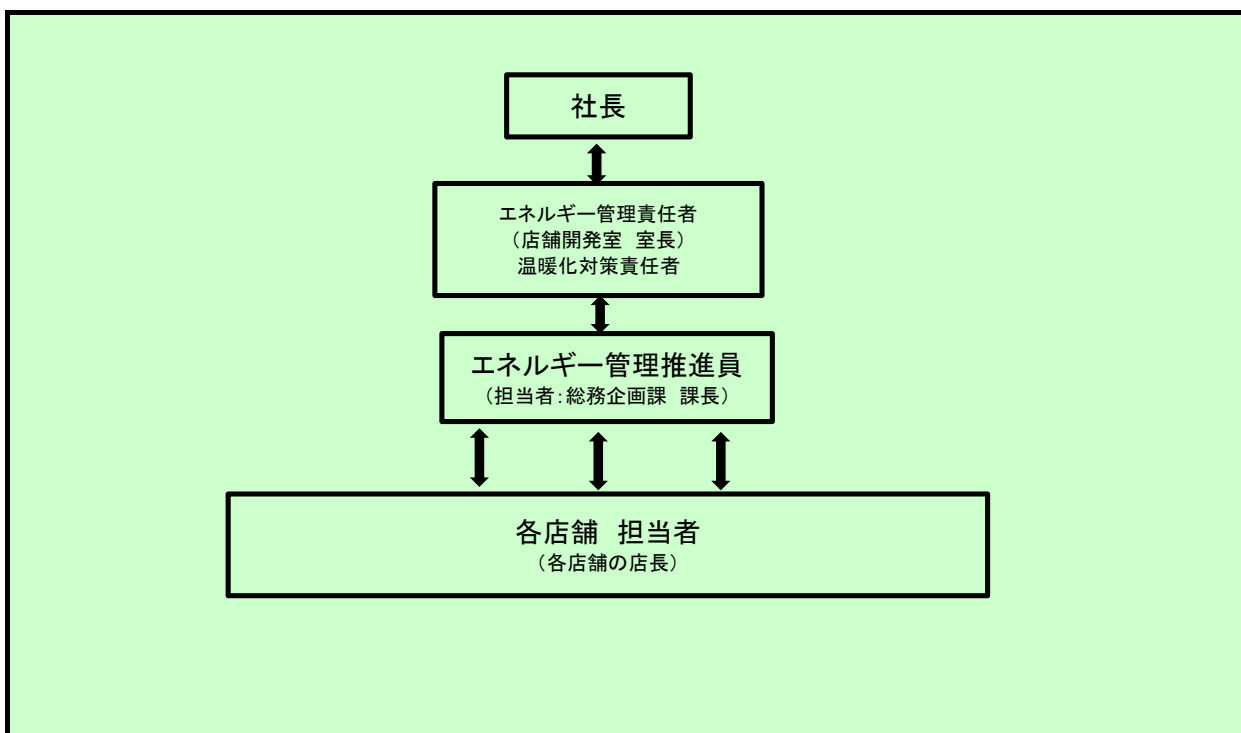 社長
エネルギー管理責任者
（店舗開発室　室長）
温暖化対策責任者
エネルギー管理推進員
（担当者：総務企画課　課長）
各店舗　担当者
（各店舗の店長）